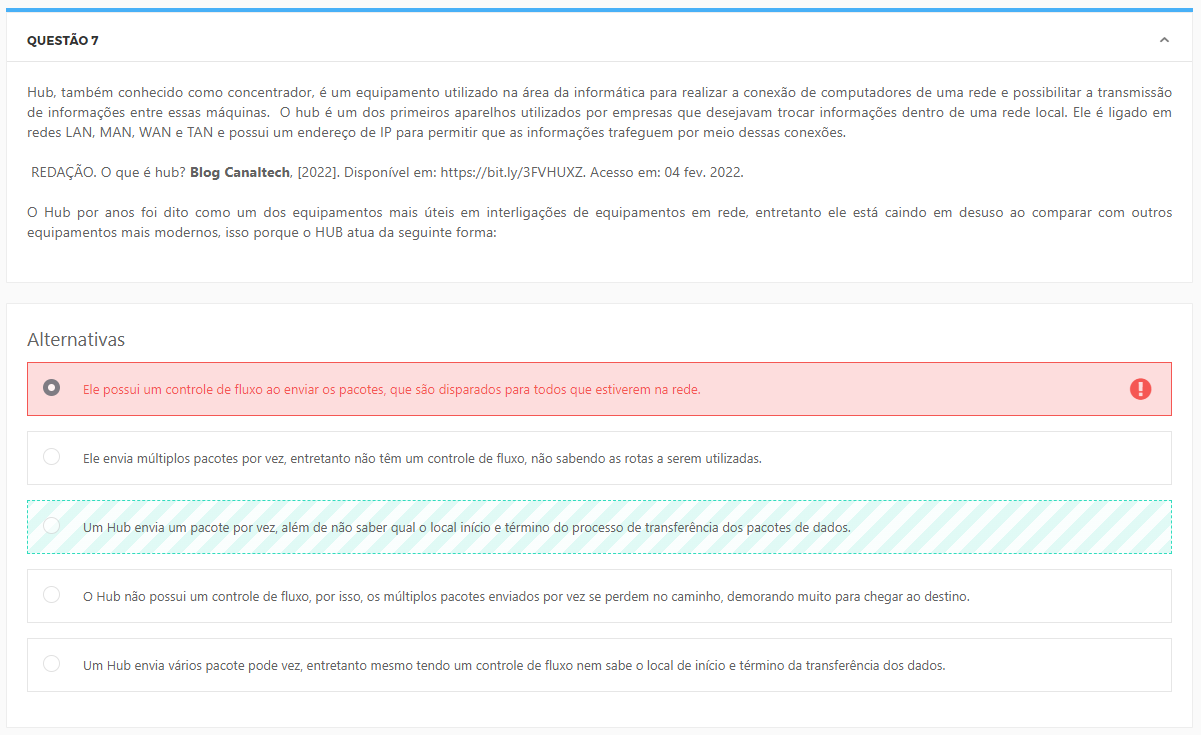 QUESTÃO 7
Hub, também conhecido como concentrador, é um equipamento utilizado na área da informática para realizar a conexão de computadores de uma rede e possibilitar a transmissão
de informações entre essas máquinas. O hub é um dos primeiros aparelhos utilizados por empresas que desejavam trocar informações dentro de uma rede local. Ele é ligado em
redes LAN, MAN, WAN e TAN e possui um endereço de IP para permitir que as informações trafeguem por meio dessas conexões.
REDAÇÃO. O que é hub? Blog Canaltech, [2022]. Disponível em: https://bit.ly/3FVHUXZ. Acesso em: 04 fev. 2022.
O Hub por anos foi dito como um dos equipamentos mais úteis em interligações de equipamentos em rede, entretanto ele está caindo em desuso ao comparar com outros
equipamentos mais modernos, isso porque o HUB atua da seguinte forma:
Alternativas
Ele possui um controle de fluxo ao enviar os pacotes, que são disparados para todos que estiverem na rede.
Ele envia múltiplos pacotes por vez, entretanto não têm um controle de fluxo, não sabendo as rotas a serem utilizadas.
Um Hub envia um pacote por vez, além de não saber qual o local início e término do processo de transferência dos pacotes de dados.
O Hub não possui um controle de fluxo, por isso, os múltiplos pacotes enviados por vez se perdem no caminho, demorando muito para chegar ao destino.
Um Hub envia vários pacote pode vez, entretanto mesmo tendo um controle de fluxo nem sabe o local de início e término da transferência dos dados.